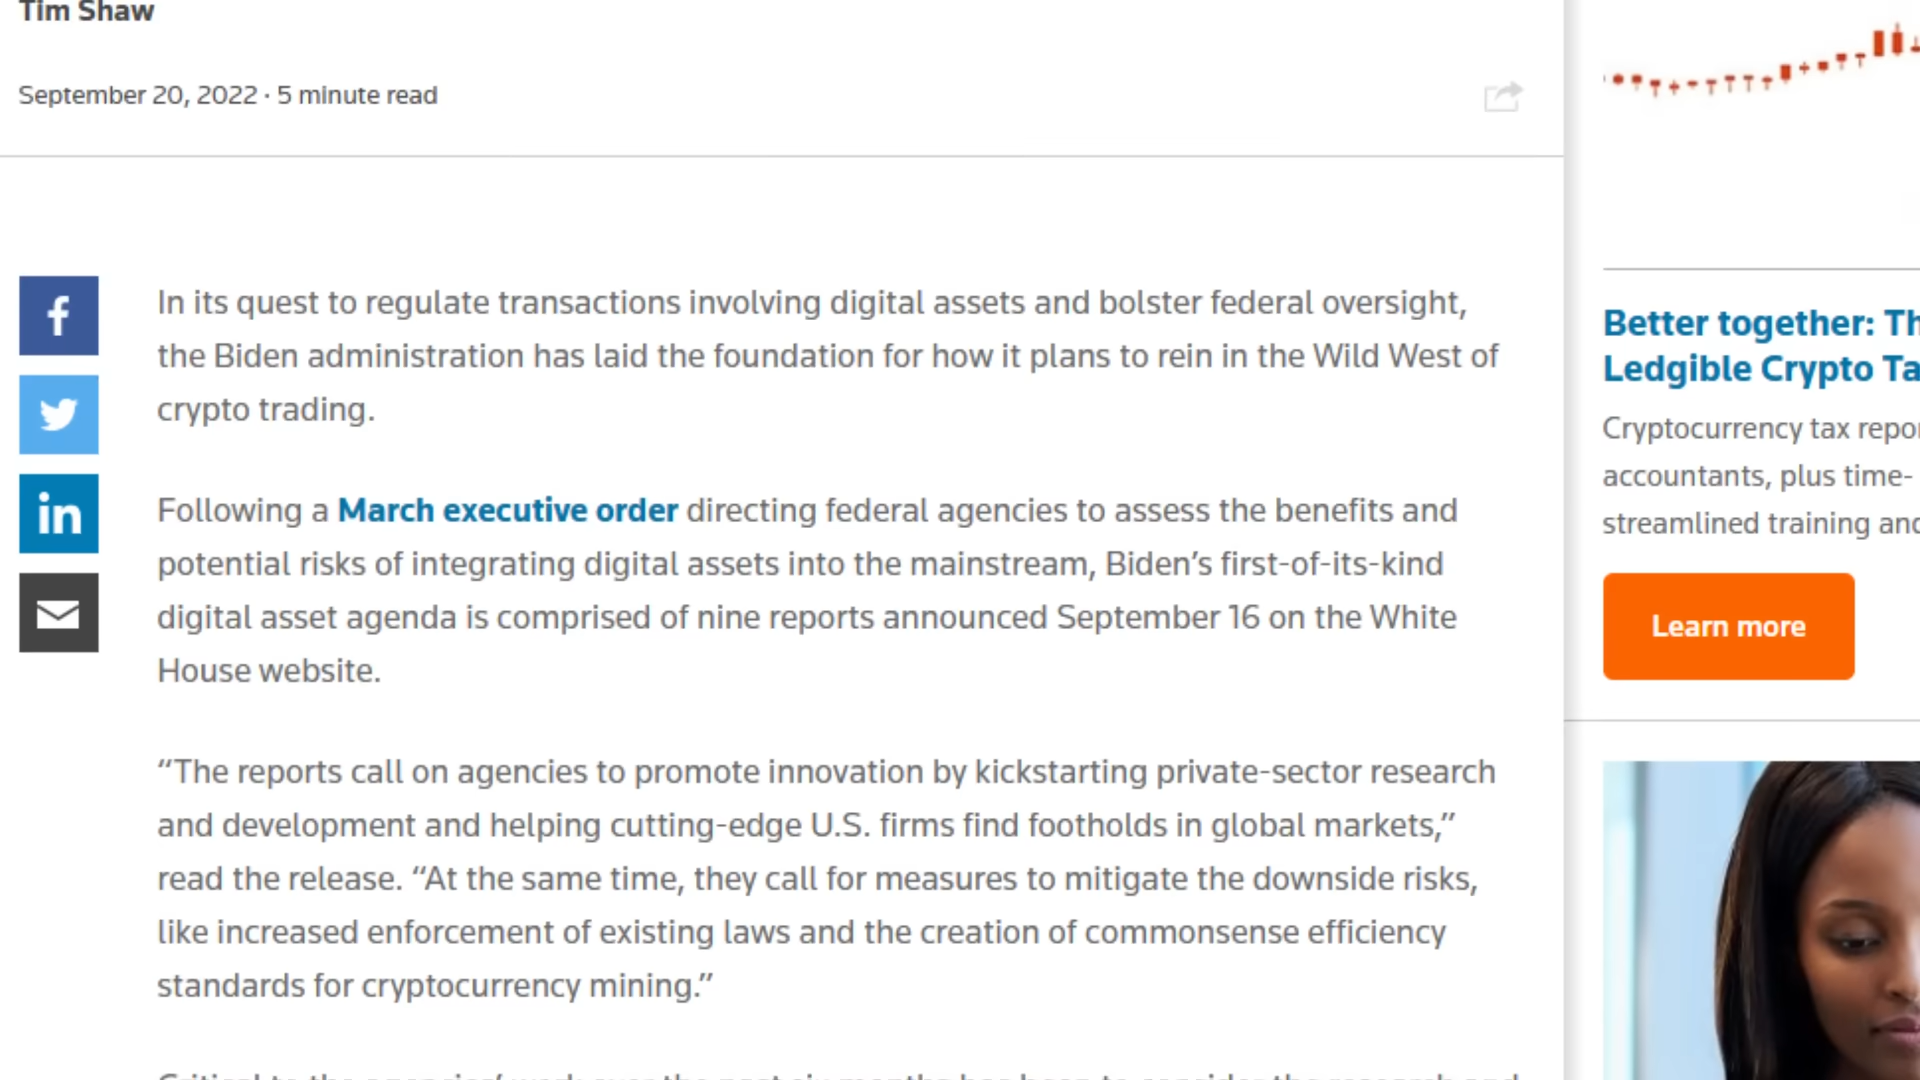 Tim Shaw
September 20, 2022 · 5 minute read
In its quest to regulate transactions involving digital assets and bolster federal oversight,
the Biden administration has laid the foundation for how it plans to rein in the Wild West of
crypto trading.
Following a March executive order directing federal agencies to assess the benefits and
potential risks of integrating digital assets into the mainstream, Biden’s first-of-its-kind
digital asset agenda is comprised of nine reports announced September 16 on the White
House website.
“The reports call on agencies to promote innovation by kickstarting private-sector research
and development and helping cutting-edge U.S. firms find footholds in global markets,”
read the release. “At the same time, they call for measures to mitigate the downside risks,
like increased enforcement of existing laws and the creation of commonsense efficiency
standards for cryptocurrency mining.”
Better together: Th
Ledgible Crypto Ta
Cryptocurrency tax repo
accountants, plus time-
streamlined training and
Learn more